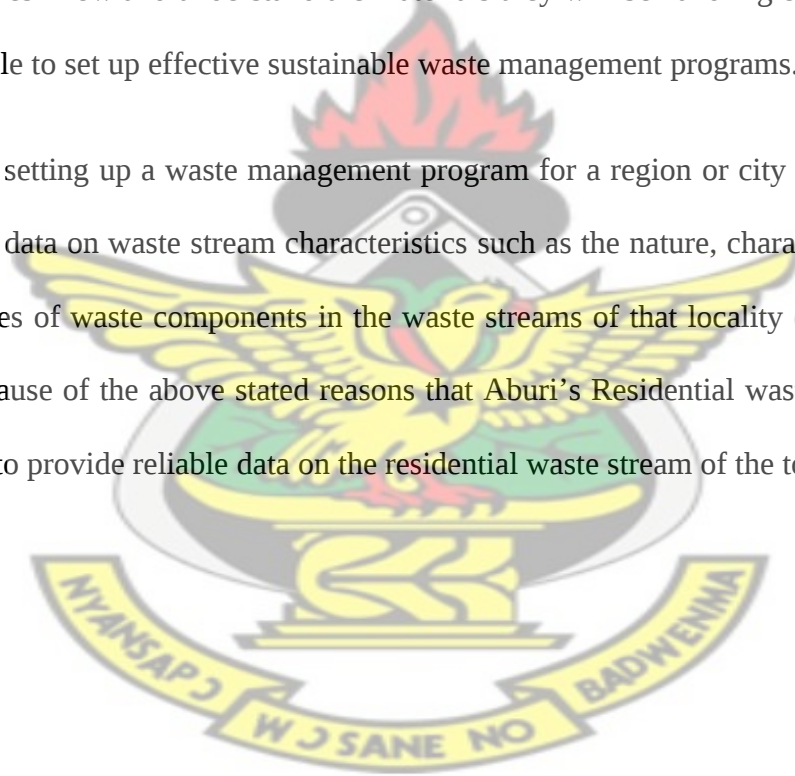 le to set up effective sustainable waste management programs.
setting up a waste management program for a region or city
data on waste stream characteristics such as the nature, chara
es of waste components in the waste streams of that locality
ause of the above stated reasons that Aburi’s Residential was
to provide reliable data on the residential waste stream of the t
NYANSAPƆ
WƆ SANE NO
BADWENMA